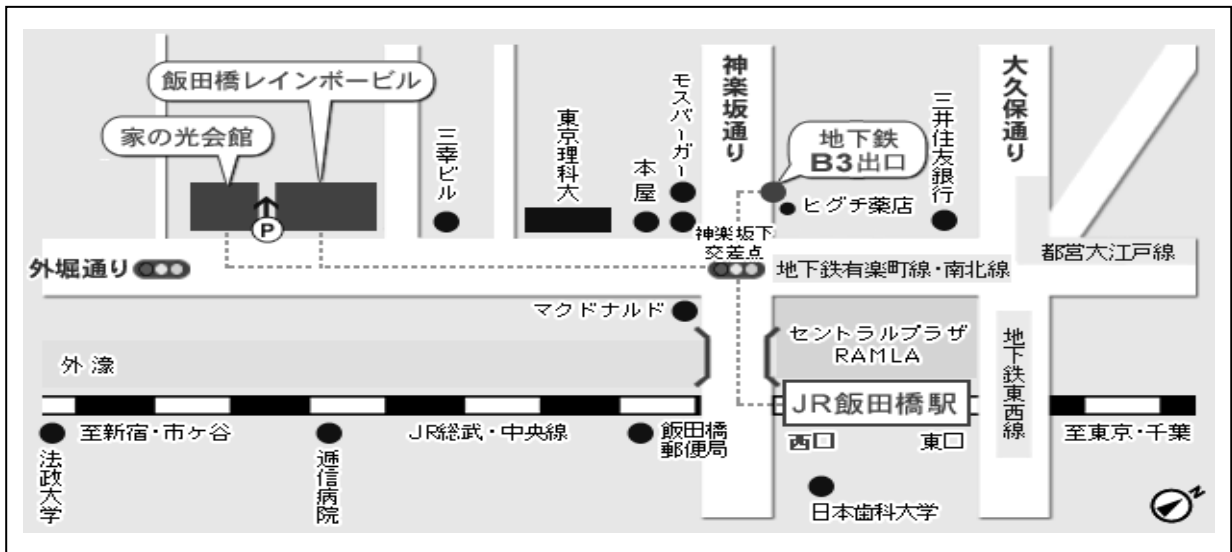 飯田橋レインボービル
家の光会館
P
三幸ビル
東京理科大
本屋
モスバーガー
神楽坂通り
地下鉄
B3出口
ヒグチ薬店
三井住友銀行
大久保通り
外堀通り
神楽坂下
交差点
地下鉄有楽町線・南北線
都営大江戸線
マクドナルド
セントラルプラザ
RAMLA
地下鉄東西線
外濠
JR飯田橋駅
至新宿・市ヶ谷
JR総武・中央線
飯田橋
郵便局
西口
東口
至東京・千葉
法政大学
逓信病院
日本歯科大学
N